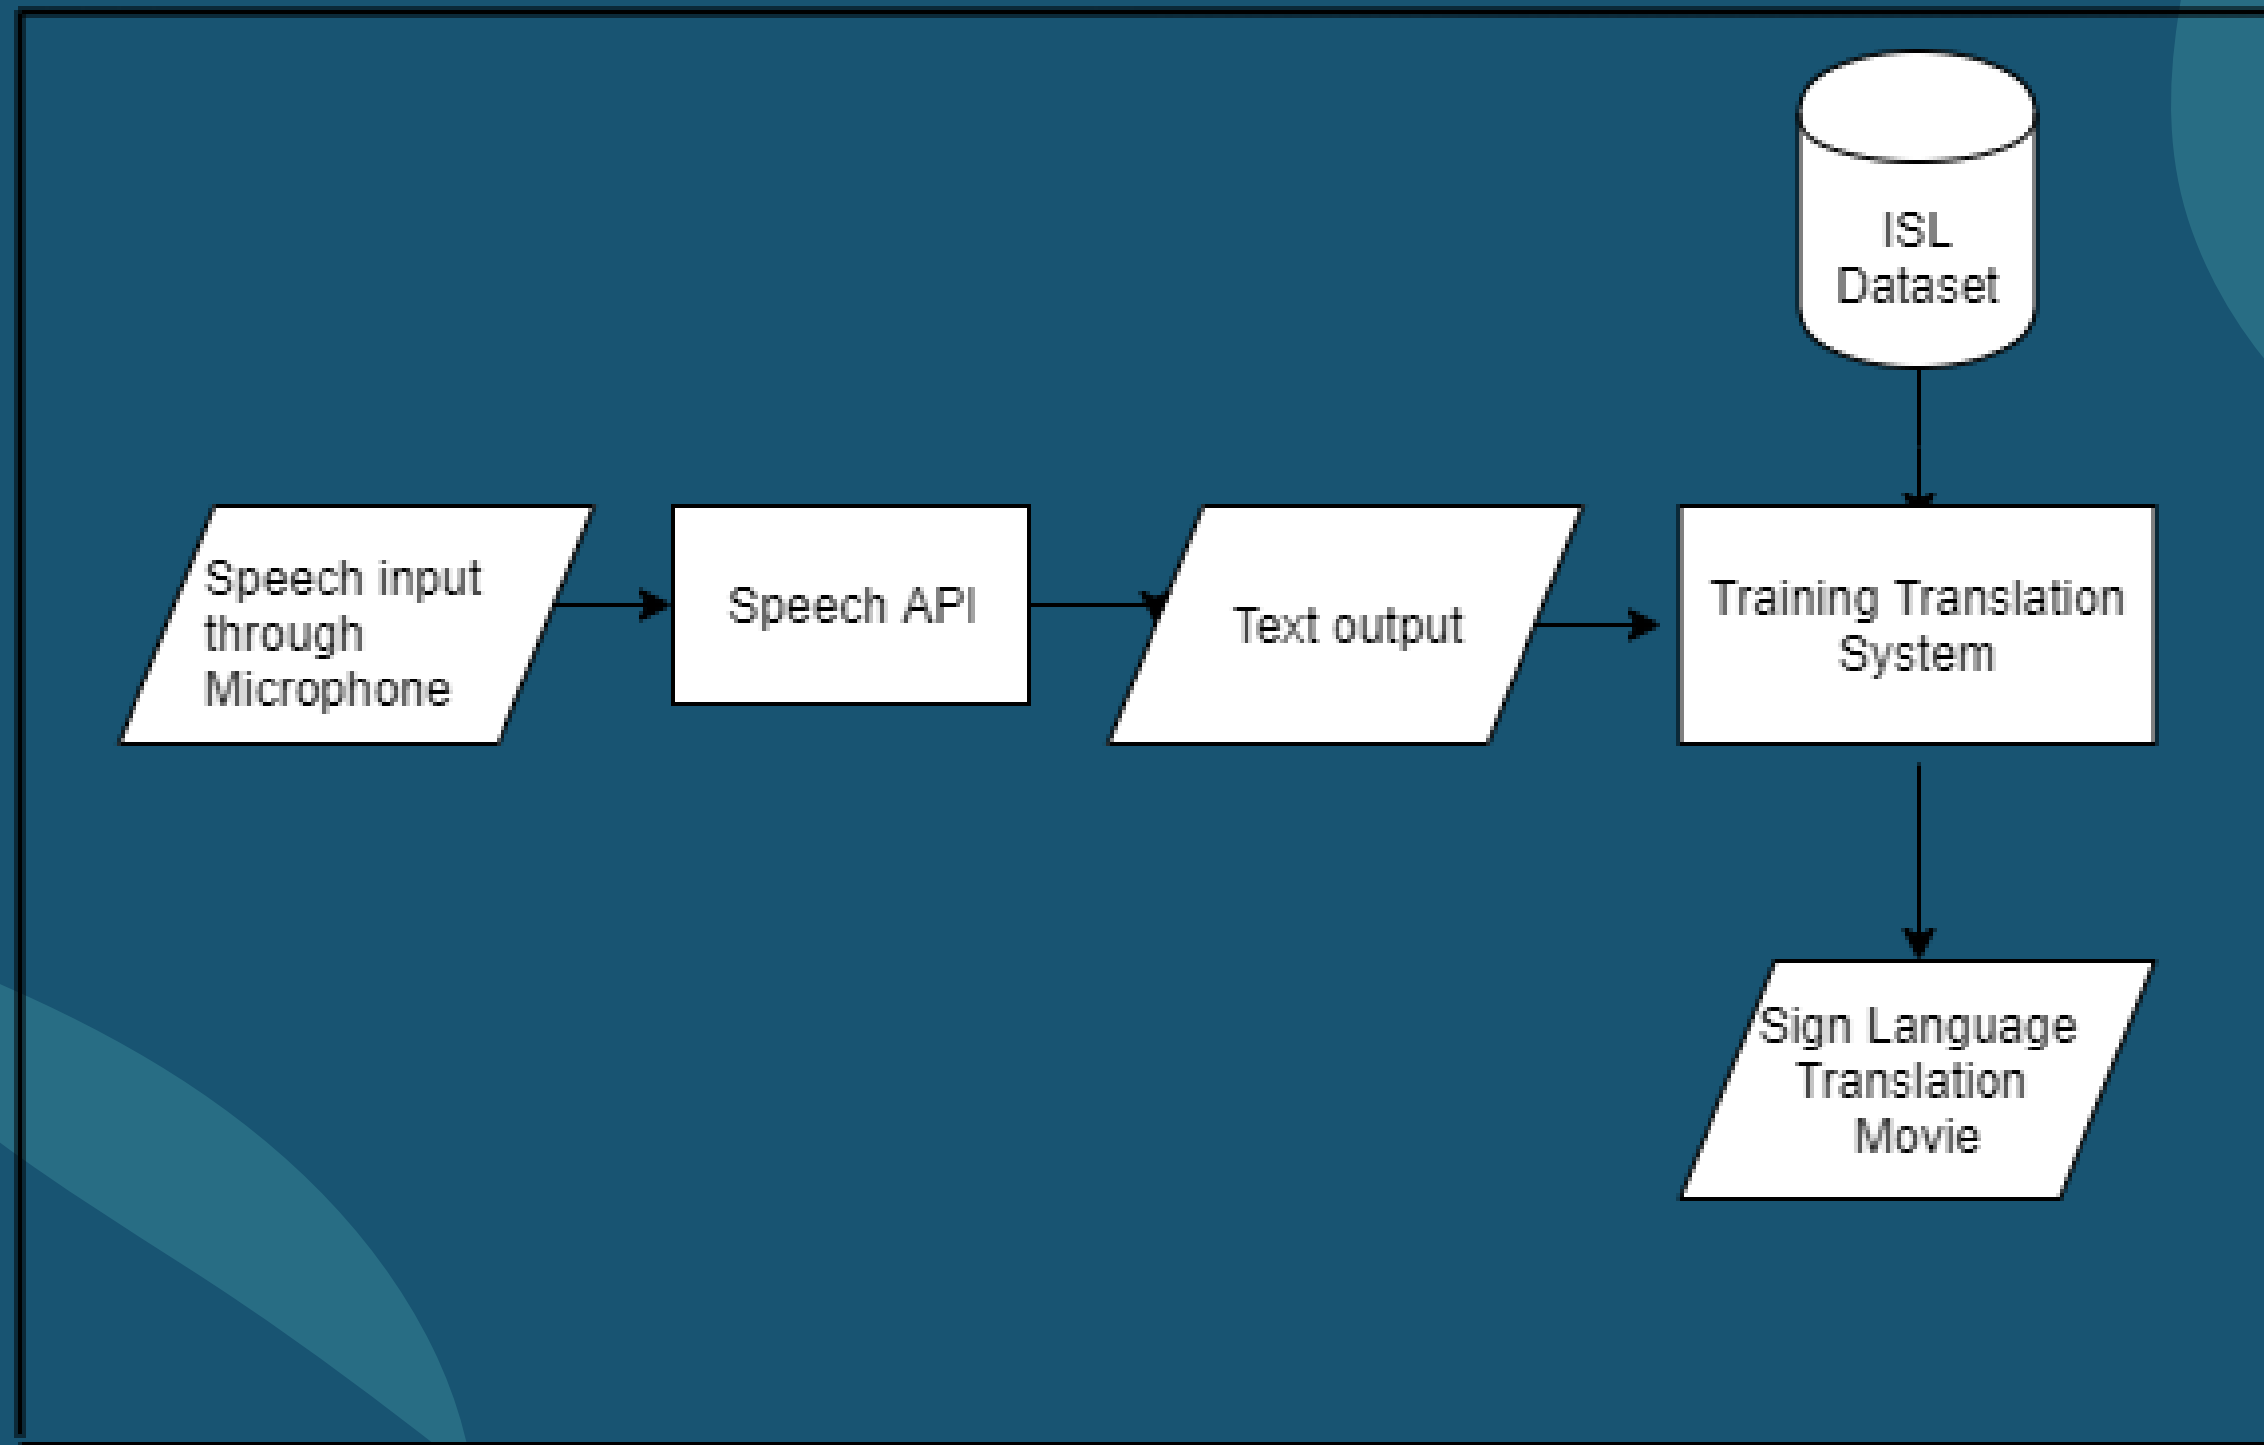 ISL
Dataset
Speech input
through
Microphone
Speech API
Text output
Training Translation
System
Sign Language
Translation
Movie